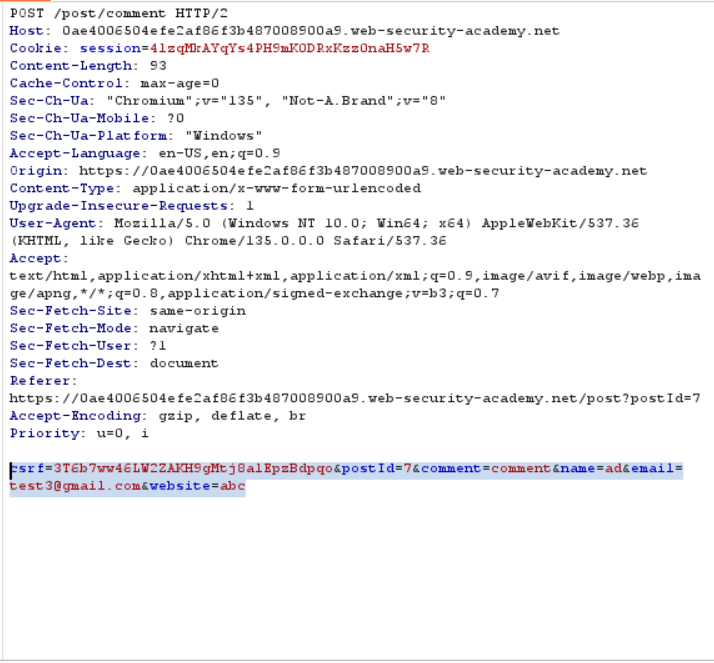 POST /post/comment HTTP/2
Host: 0ae4006504efe2af86f3b487008900a9.web-security-academy.net
Cookie: session=41zqMkAYqYs4PH9mK0DRxKzz0naH5w7R
Content-Length: 93
Cache-Control: max-age=0
Sec-Ch-Ua: "Chromium";v="135", "Not-A.Brand";v="8"
Sec-Ch-Ua-Mobile: ?0
Sec-Ch-Ua-Platform: "Windows"
Accept-Language: en-US,en;q=0.9
Origin: https://0ae4006504efe2af86f3b487008900a9.web-security-academy.net
Content-Type: application/x-www-form-urlencoded
Upgrade-Insecure-Requests: 1
User-Agent: Mozilla/5.0 (Windows NT 10.0; Win64; x64) AppleWebKit/537.36
(KHTML, like Gecko) Chrome/135.0.0.0 Safari/537.36
Accept:
text/html,application/xhtml+xml,application/xml;q=0.9,image/avif,image/webp,ima
ge/apng,*/*;q=0.8,application/signed-exchange;v=b3;q=0.7
Sec-Fetch-Site: same-origin
Sec-Fetch-Mode: navigate
Sec-Fetch-User: ?1
Sec-Fetch-Dest: document
Referer:
https://0ae4006504efe2af86f3b487008900a9.web-security-academy.net/post?postId=7
Accept-Encoding: gzip, deflate, br
Priority: u=0, i
csrf=3T6b7ww46LW2ZAKH9gMtj8alEpzBdpqo&postId=7&comment=comment&name=ad&email=
test3@gmail.com&website=abc